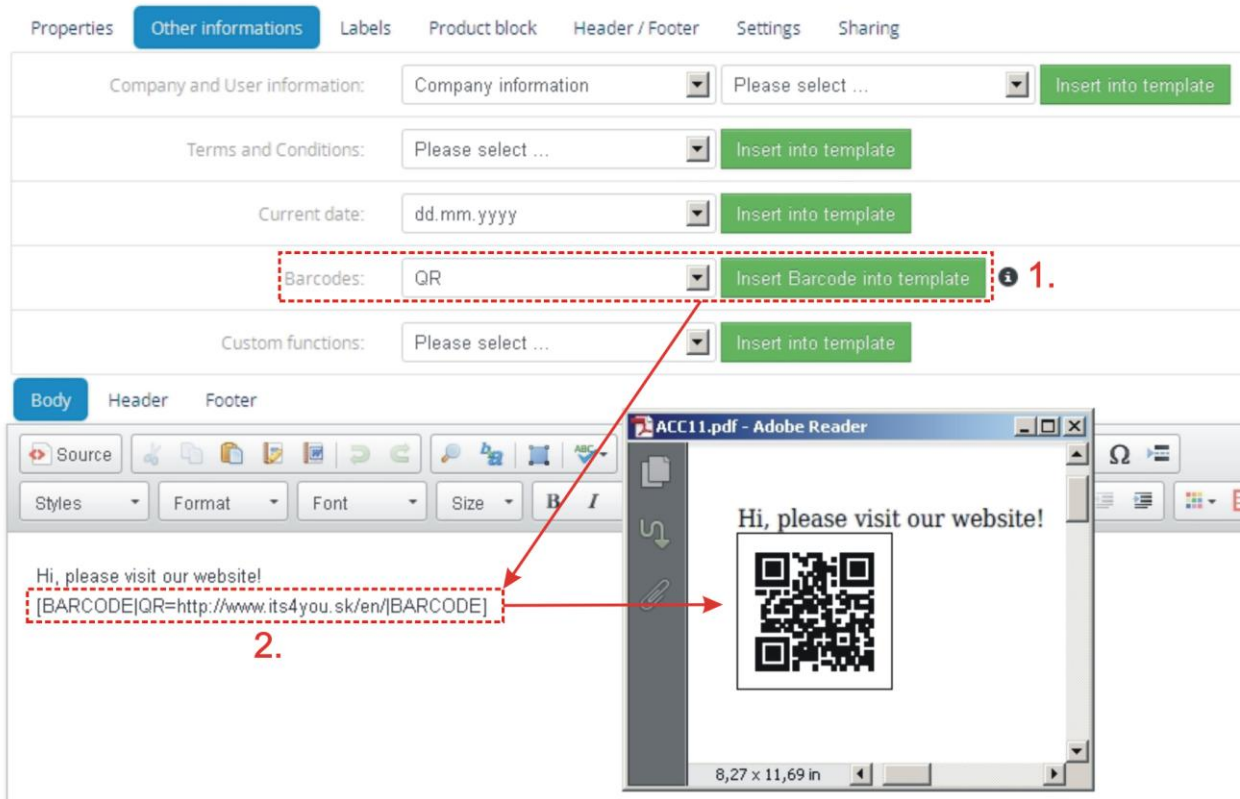 Properties Other informations Labels Product block Header / Footer Settings Sharing
Company and User information: Company information Please select ... Insert into template
Terms and Conditions: Please select ... Insert into template
Current date: dd.mm.yyyy Insert into template
Barcodes: QR Insert Barcode into template 1.
Custom functions: Please select ... Insert into template
Body Header Footer
ACC11.pdf - Adobe Reader
Source ABC Ω
Styles Format Font Size B I
Hi, please visit our website!
Hi, please visit our website!
[BARCODE|QR=http://www.its4you.sk/en/|BARCODE]
2.
8,27 x 11,69 in